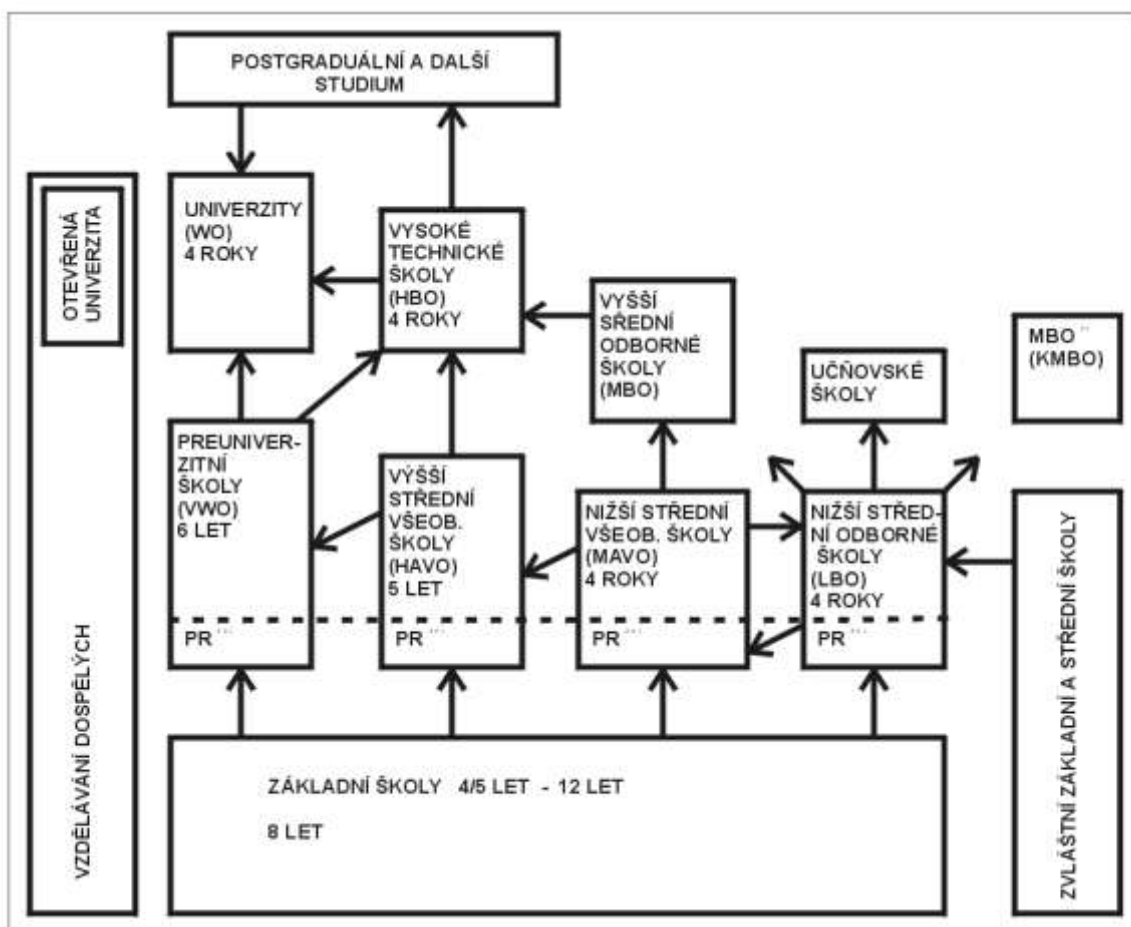 POSTGRADUÁLNÍ A DALŠÍ
STUDIUM
OTEVŘENÁ
UNIVERZITA
UNIVERZITY
(WO)
4 ROKY
VYSOKÉ
TECHNICKÉ
ŠKOLY
(HBO)
4 ROKY
VYŠŠÍ
SŘEDNÍ
ODBORNÉ
ŠKOLY
(MBO)
UČŇOVSKÉ
ŠKOLY
MBO ''
(KMBO)
PREUNIVER-
ZITNÍ
ŠKOLY
(VWO)
6 LET
VÝŠŠÍ
STŘEDNÍ
VŠEOB.
ŠKOLY
(HAVO)
5 LET
NIŽŠÍ STŘEDNÍ
VŠEOB. ŠKOLY
(MAVO)
4 ROKY
NIŽŠÍ STŘED-
NÍ ODBORNÉ
ŠKOLY
(LBO)
4 ROKY
PR '''
PR '''
PR '''
PR '''
VZDĚLÁVÁNÍ DOSPĚLÝCH
ZVLÁŠTNÍ ZÁKLADNÍ A STŘEDNÍ ŠKOLY
ZÁKLADNÍ ŠKOLY 4/5 LET - 12 LET
8 LET